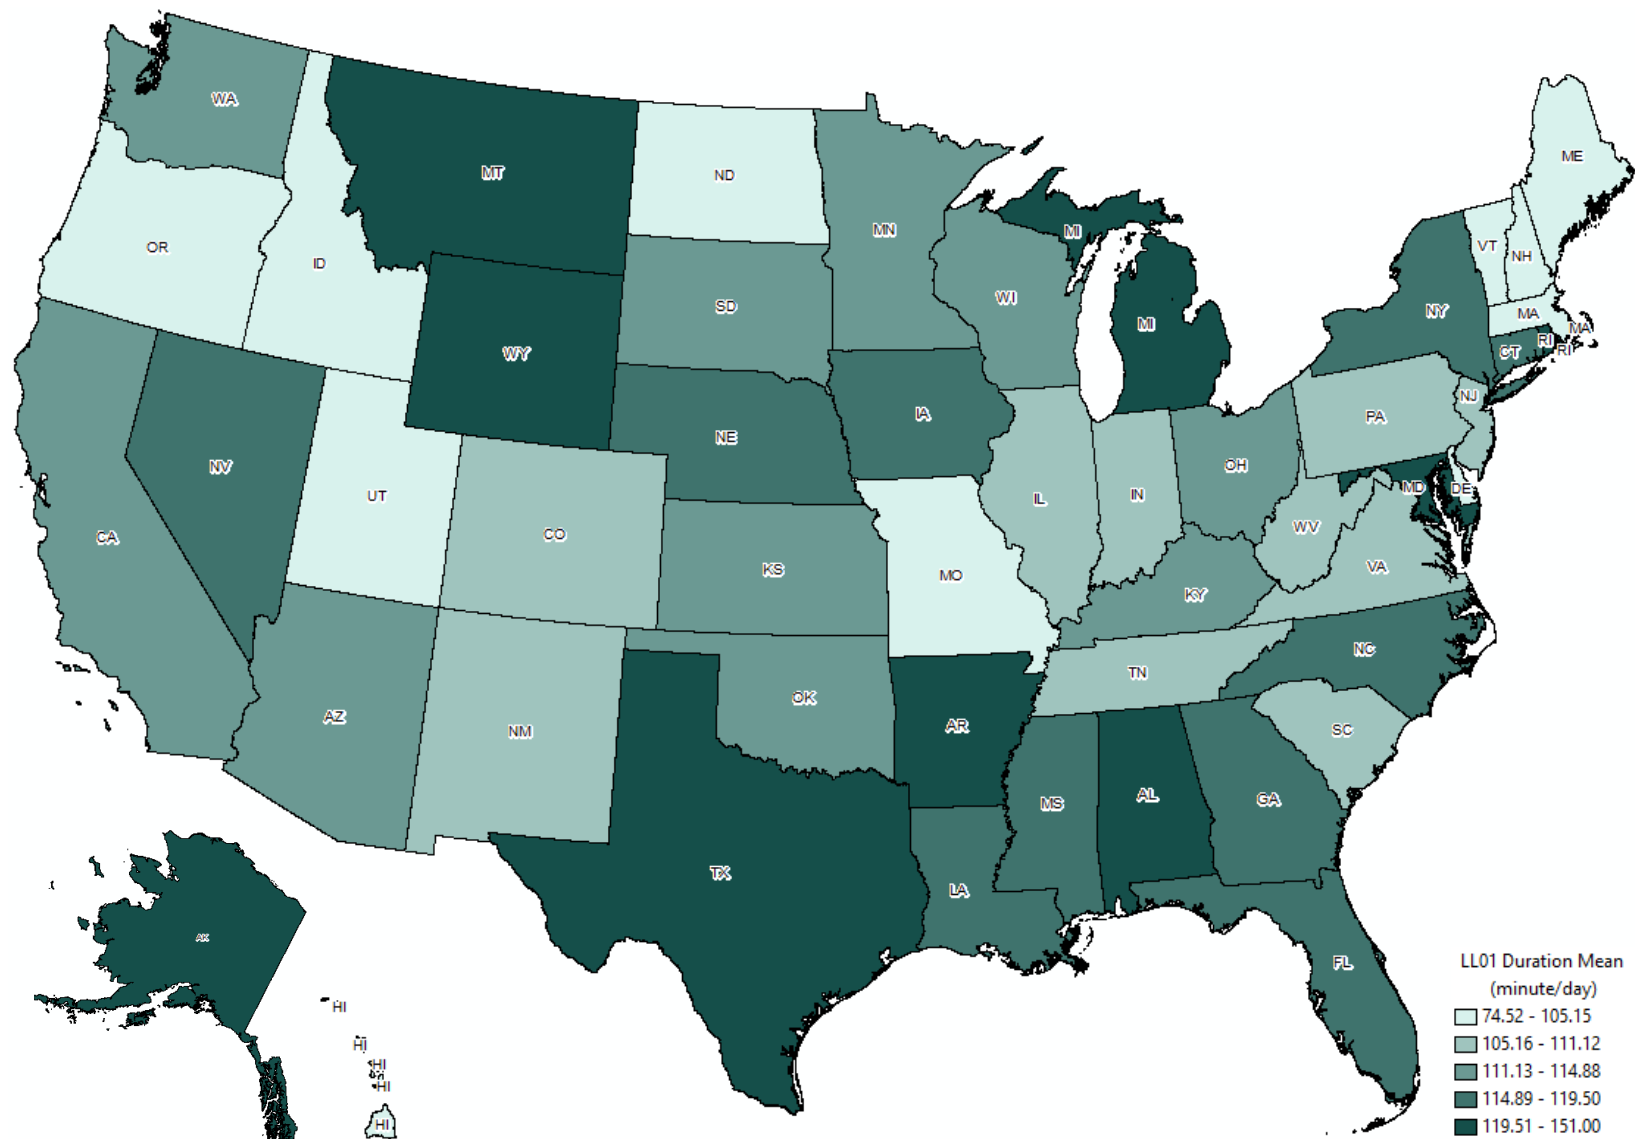 WA
MT
ND
ME
OR
ID
MN
MI
VT
NH
SD
WI
WY
MI
NY
MA
MA
CT
RI
RI
NV
UT
NE
IA
PA
NJ
CA
CO
IL
IN
OH
MD
DE
KS
MO
WV
VA
KY
AZ
NM
OK
AR
TN
NC
SC
TX
LA
MS
AL
GA
FL
AK
HI
HI
HI
HI
HI
LL01 Duration Mean
(minute/day)
74.52 - 105.15
105.16 - 111.12
111.13 - 114.88
114.89 - 119.50
119.51 - 151.00